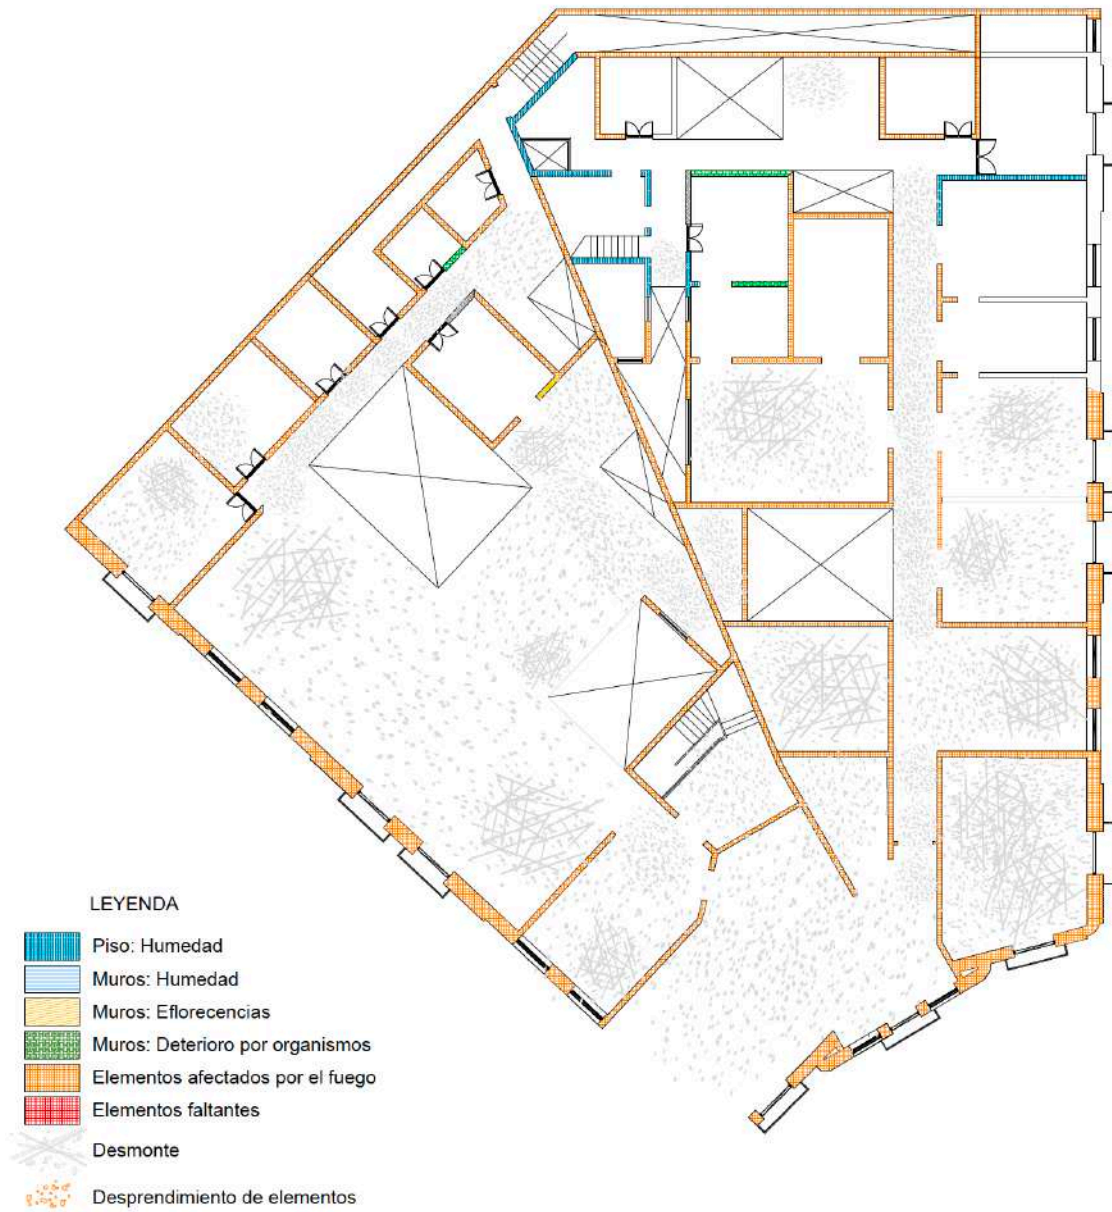 LEYENDA
Piso: Humedad
Muros: Humedad
Muros: Eflorecencias
Muros: Deterioro por organismos
Elementos afectados por el fuego
Elementos faltantes
Desmonte
Desprendimiento de elementos